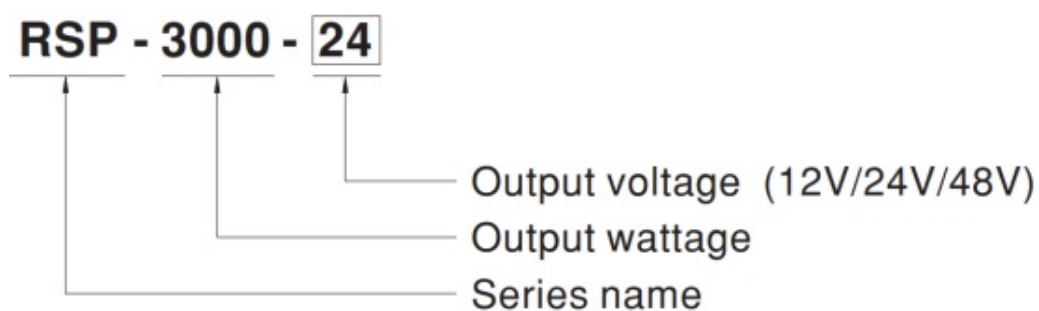 RSP - 3000 - 24
Output voltage (12V/24V/48V)
Output wattage
Series name